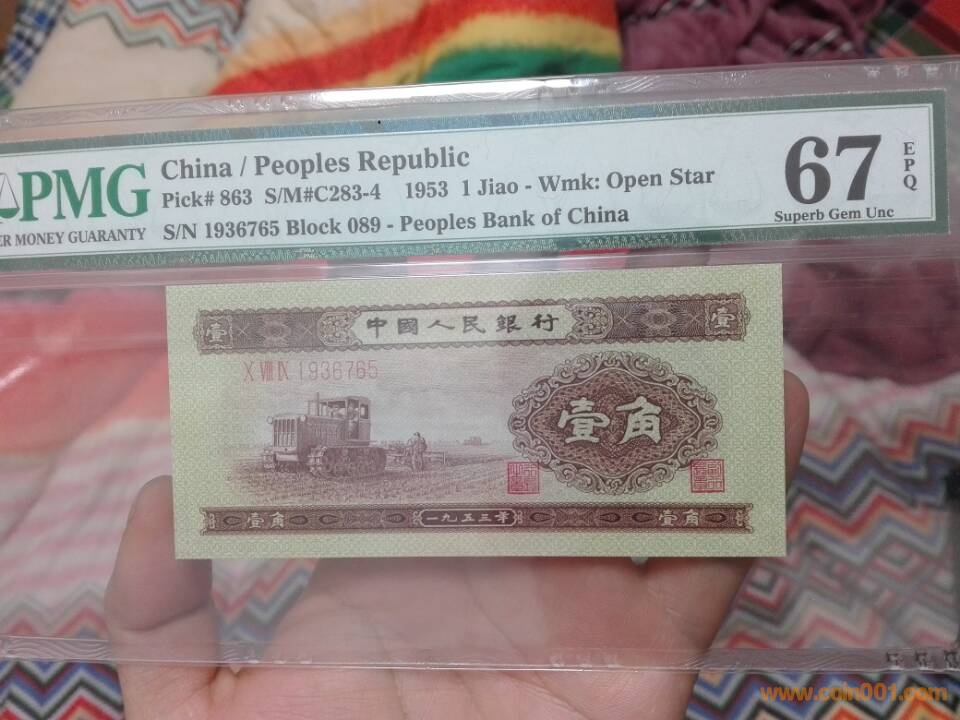 PMG
ER MONEY GUARANTY
China / Peoples Republic
Pick# 863 S/M#C283-4 1953 1 Jiao - Wmk: Open Star
S/N 1936765 Block 089 - Peoples Bank of China
67
EPQ
Superb Gem Unc
壹 中國人民銀行 壹
X VIII IX 1936765
壹角
壹角 一九五三年 壹角
www.coin001.com